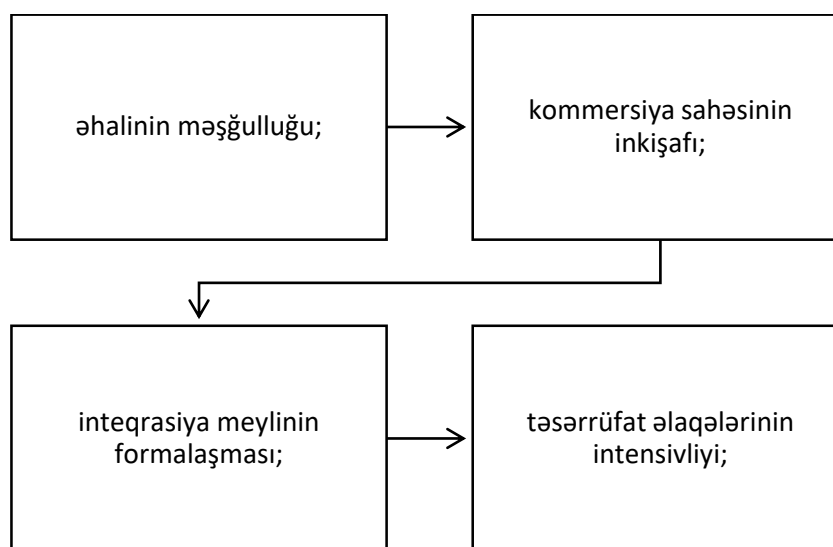 əhalinin məşğulluğu;
kommersiya sahəsinin
inkişafı;
inteqrasiya meylinin
formalaşması;
təsərrüfat əlaqələrinin
intensivliyi;